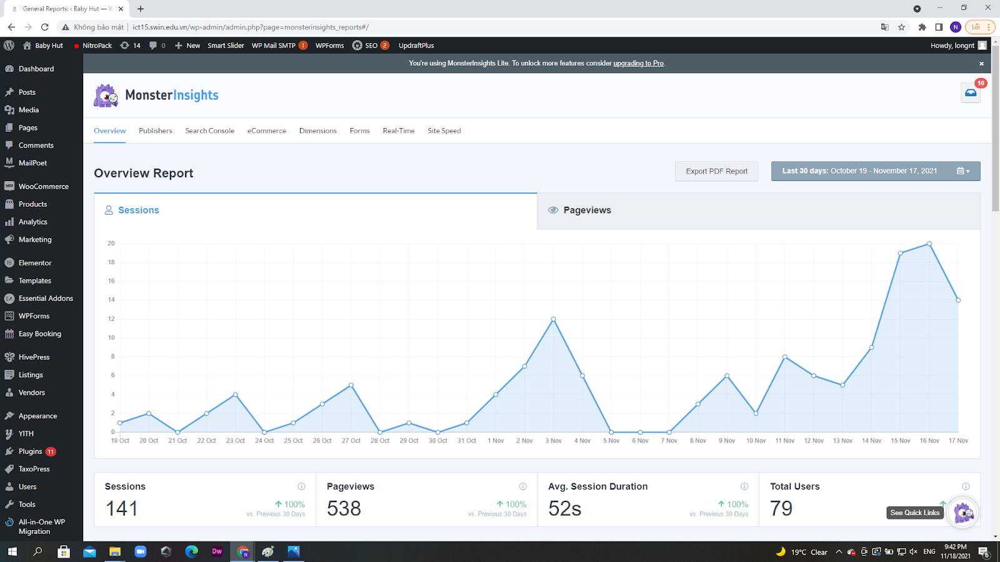 General Reports: ‹ Baby Hut — W
Không bảo mật
ict15.swin.edu.vn/wp-admin/admin.php?page=monsterinsights_reports#/
N
Lỗi
Baby Hut
NitroPack
14
0
New
Smart Slider
WP Mail SMTP !
WPForms
SEO 2
UpdraftPlus
Howdy, longnt
You're using MonsterInsights Lite. To unlock more features consider upgrading to Pro.
Dashboard
Posts
Media
Pages
Comments
MailPoet
WooCommerce
Products
Analytics
Marketing
Elementor
Templates
Essential Addons
WPForms
Easy Booking
HivePress
Listings
Vendors
Appearance
YITH
Plugins 11
TaxoPress
Users
Tools
All-in-One WP
Migration
MonsterInsights
10
Overview
Publishers
Search Console
eCommerce
Dimensions
Forms
Real-Time
Site Speed
Overview Report
Export PDF Report
Last 30 days: October 19 - November 17, 2021
Sessions
Pageviews
20
18
16
14
12
10
8
6
4
2
0
19 Oct 20 Oct 21 Oct 22 Oct 23 Oct 24 Oct 25 Oct 26 Oct 27 Oct 28 Oct 29 Oct 30 Oct 31 Oct 1 Nov 2 Nov 3 Nov 4 Nov 5 Nov 6 Nov 7 Nov 8 Nov 9 Nov 10 Nov 11 Nov 12 Nov 13 Nov 14 Nov 15 Nov 16 Nov 17 Nov
Sessions
141
100%
vs. Previous 30 Days
Pageviews
538
100%
vs. Previous 30 Days
Avg. Session Duration
52s
100%
vs. Previous 30 Days
Total Users
79
See Quick Links
Dw
N
19°C Clear
ENG
9:42 PM
11/18/2021
6